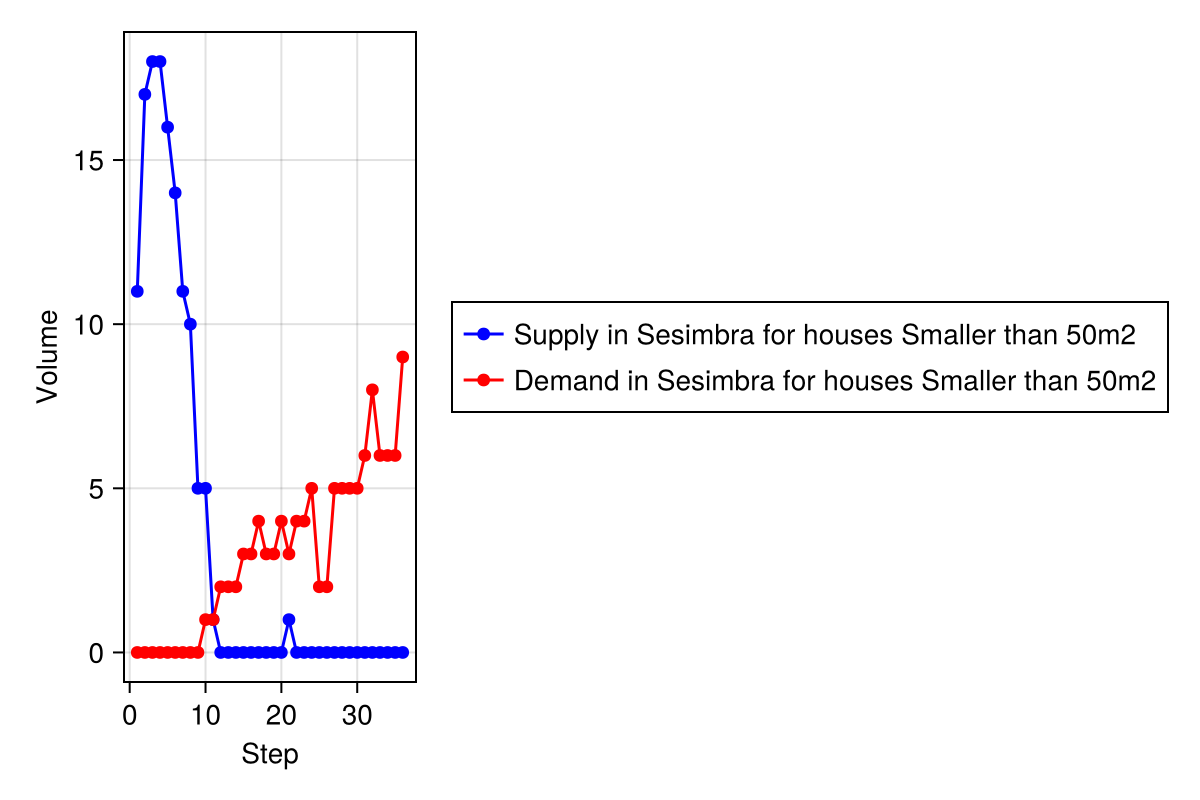 15
10
5
0
Volume
0 10 20 30
Step
Supply in Sesimbra for houses Smaller than 50m2
Demand in Sesimbra for houses Smaller than 50m2